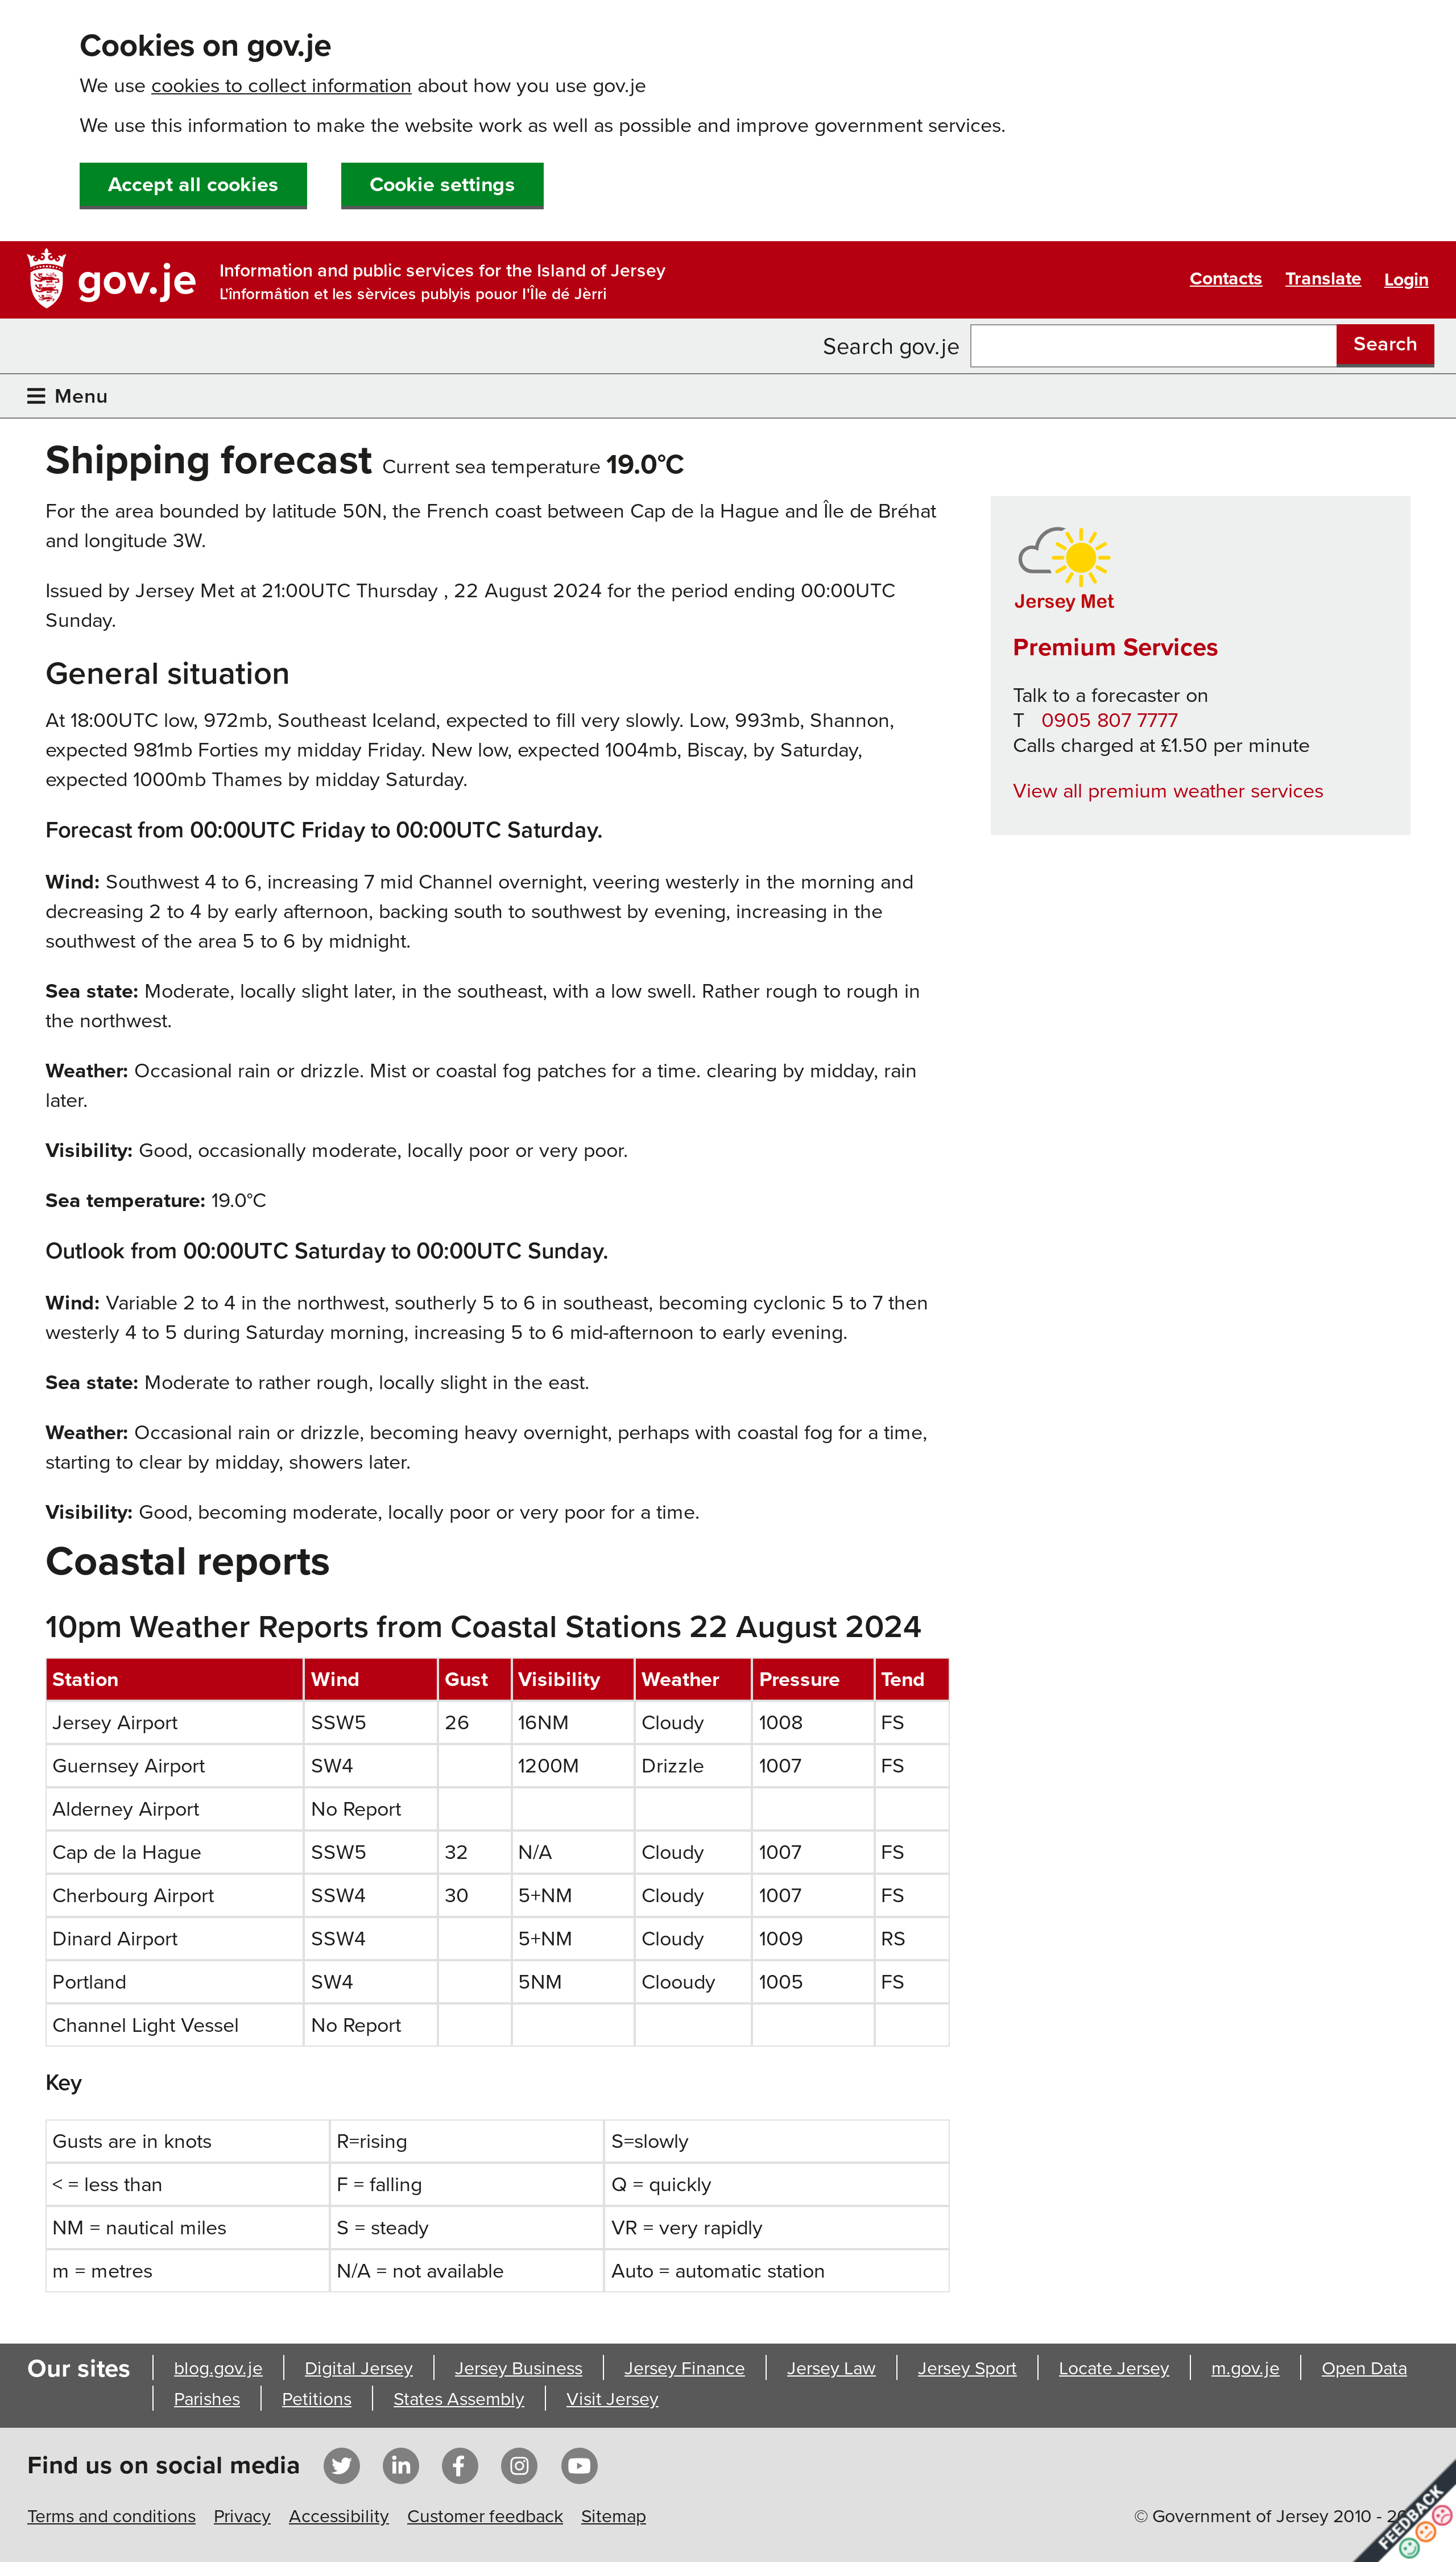 Cookies on gov.je
We use cookies to collect information about how you use gov.je
We use this information to make the website work as well as possible and improve government services.
Accept all cookies
Cookie settings
gov.je
Information and public services for the Island of Jersey
L'înformâtion et les sèrvices publyis pouor I'Île dé Jèrri
Contacts Translate Login
Search gov.je
Search
Menu
Shipping forecast Current sea temperature 19.0°C
For the area bounded by latitude 50N, the French coast between Cap de la Hague and Île de Bréhat
and longitude 3W.
Issued by Jersey Met at 21:00UTC Thursday , 22 August 2024 for the period ending 00:00UTC
Sunday.
General situation
At 18:00UTC low, 972mb, Southeast Iceland, expected to fill very slowly. Low, 993mb, Shannon,
expected 981mb Forties my midday Friday. New low, expected 1004mb, Biscay, by Saturday,
expected 1000mb Thames by midday Saturday.
Forecast from 00:00UTC Friday to 00:00UTC Saturday.
Wind: Southwest 4 to 6, increasing 7 mid Channel overnight, veering westerly in the morning and
decreasing 2 to 4 by early afternoon, backing south to southwest by evening, increasing in the
southwest of the area 5 to 6 by midnight.
Sea state: Moderate, locally slight later, in the southeast, with a low swell. Rather rough to rough in
the northwest.
Weather: Occasional rain or drizzle. Mist or coastal fog patches for a time. clearing by midday, rain
later.
Visibility: Good, occasionally moderate, locally poor or very poor.
Sea temperature: 19.0°C
Outlook from 00:00UTC Saturday to 00:00UTC Sunday.
Wind: Variable 2 to 4 in the northwest, southerly 5 to 6 in southeast, becoming cyclonic 5 to 7 then
westerly 4 to 5 during Saturday morning, increasing 5 to 6 mid-afternoon to early evening.
Sea state: Moderate to rather rough, locally slight in the east.
Weather: Occasional rain or drizzle, becoming heavy overnight, perhaps with coastal fog for a time,
starting to clear by midday, showers later.
Visibility: Good, becoming moderate, locally poor or very poor for a time.
Jersey Met
Premium Services
Talk to a forecaster on
T 0905 807 7777
Calls charged at £1.50 per minute
View all premium weather services
Coastal reports
10pm Weather Reports from Coastal Stations 22 August 2024
Station Wind Gust Visibility Weather Pressure Tend
Jersey Airport SSW5 26 16NM Cloudy 1008 FS
Guernsey Airport SW4 1200M Drizzle 1007 FS
Alderney Airport No Report
Cap de la Hague SSW5 32 N/A Cloudy 1007 FS
Cherbourg Airport SSW4 30 5+NM Cloudy 1007 FS
Dinard Airport SSW4 5+NM Cloudy 1009 RS
Portland SW4 5NM Clooudy 1005 FS
Channel Light Vessel No Report
Key
Gusts are in knots R=rising S=slowly
< = less than F = falling Q = quickly
NM = nautical miles S = steady VR = very rapidly
m = metres N/A = not available Auto = automatic station
Our sites blog.gov.je Digital Jersey Jersey Business Jersey Finance Jersey Law Jersey Sport Locate Jersey m.gov.je Open Data
Parishes Petitions States Assembly Visit Jersey
Find us on social media
Terms and conditions Privacy Accessibility Customer feedback Sitemap
© Government of Jersey 2010 -
FEEDBACK